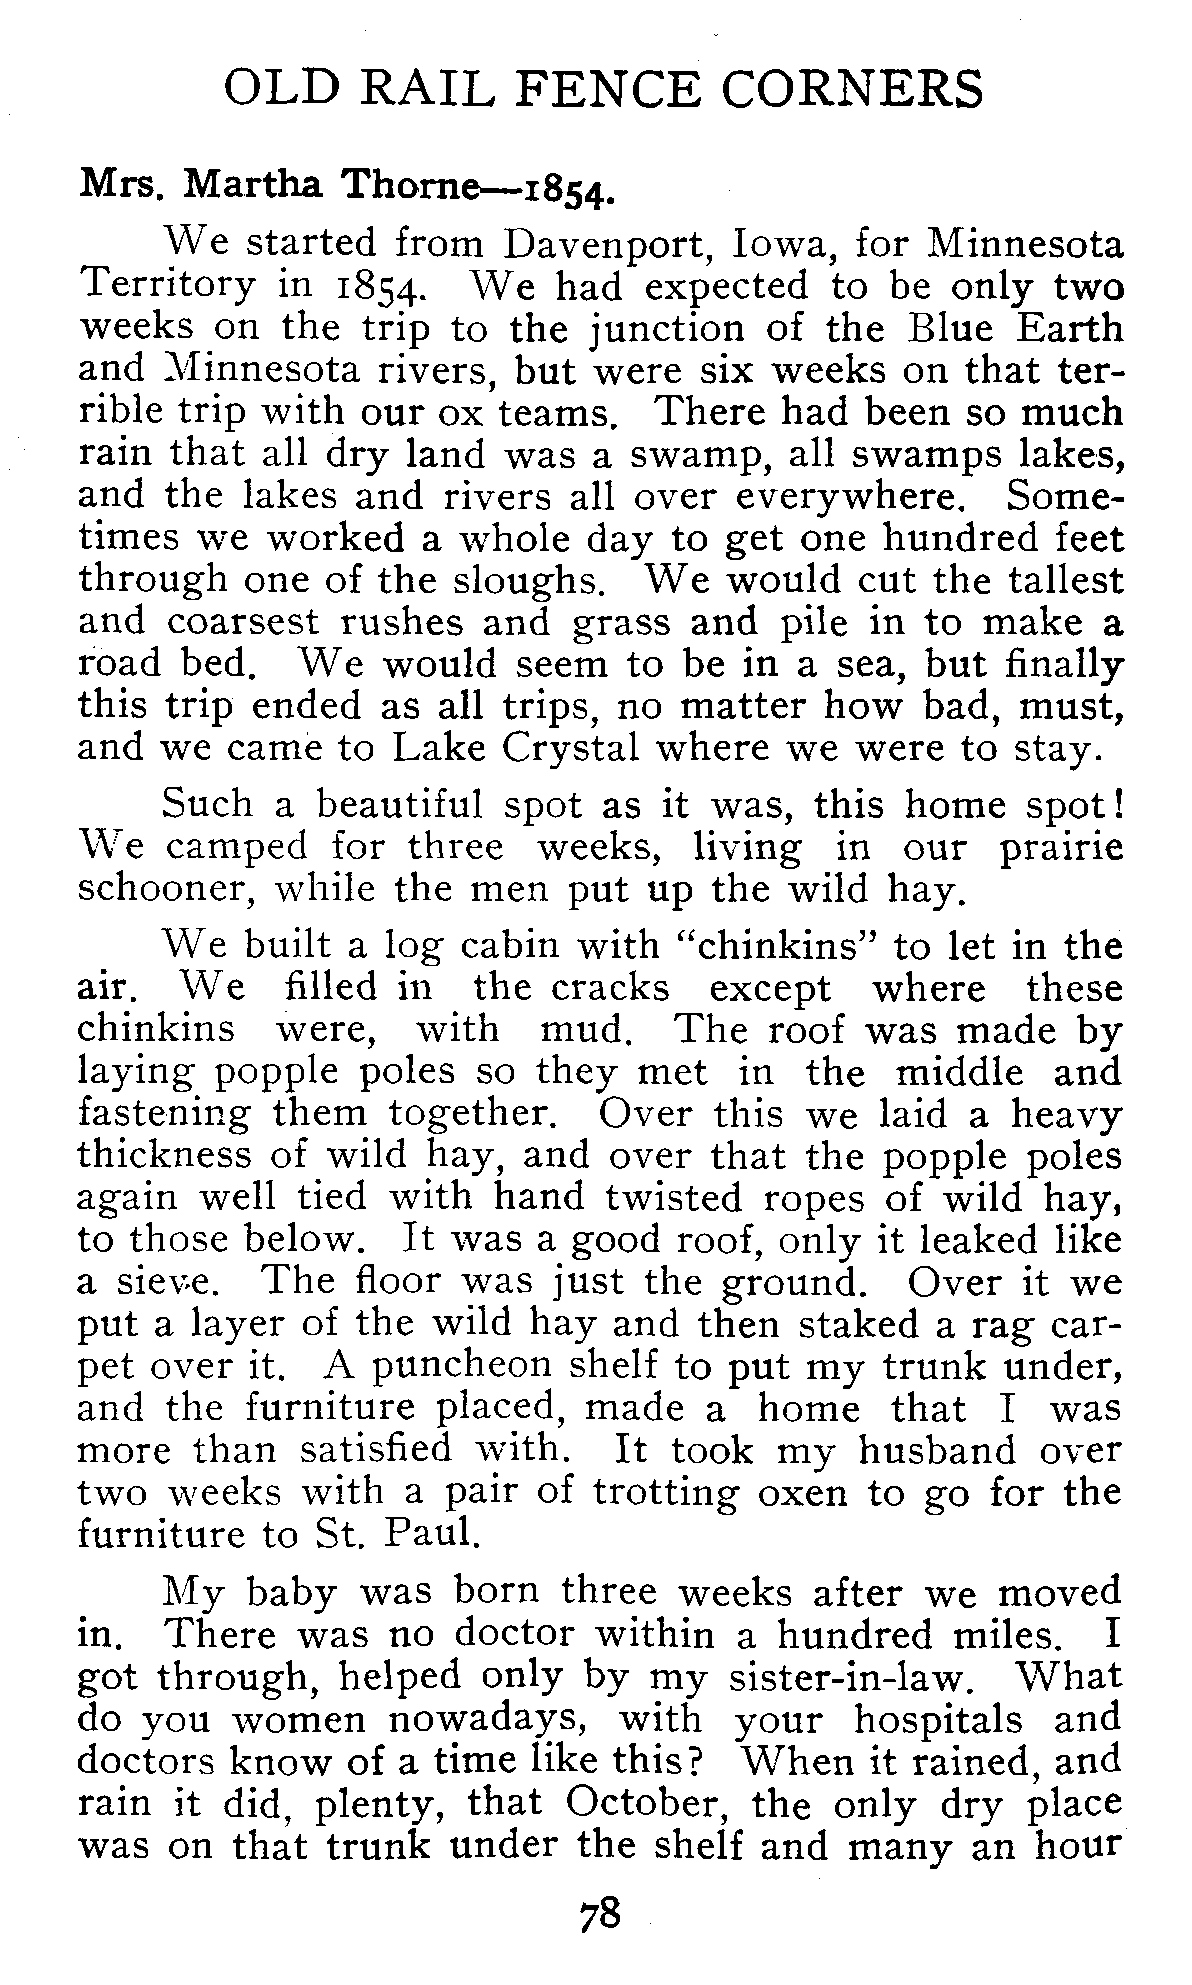 OLD RAIL FENCE CORNERS
Mrs. Martha Thorne—1854.
We started from Davenport, Iowa, for Minnesota
Territory in 1854. We had expected to be only two
weeks on the trip to the junction of the Blue Earth
and Minnesota rivers, but were six weeks on that ter-
rible trip with our ox teams. There had been so much
rain that all dry land was a swamp, all swamps lakes,
and the lakes and rivers all over everywhere. Some-
times we worked a whole day to get one hundred feet
through one of the sloughs. We would cut the tallest
and coarsest rushes and grass and pile in to make a
road bed. We would seem to be in a sea, but finally
this trip ended as all trips, no matter how bad, must,
and we came to Lake Crystal where we were to stay.
Such a beautiful spot as it was, this home spot!
We camped for three weeks, living in our prairie
schooner, while the men put up the wild hay.
We built a log cabin with “chinkins” to let in the
air. We filled in the cracks except where these
chinkins were, with mud. The roof was made by
laying popple poles so they met in the middle and
fastening them together. Over this we laid a heavy
thickness of wild hay, and over that the popple poles
again well tied with hand twisted ropes of wild hay,
to those below. It was a good roof, only it leaked like
a sieve. The floor was just the ground. Over it we
put a layer of the wild hay and then staked a rag car-
pet over it. A puncheon shelf to put my trunk under,
and the furniture placed, made a home that I was
more than satisfied with. It took my husband over
two weeks with a pair of trotting oxen to go for the
furniture to St. Paul.
My baby was born three weeks after we moved
in. There was no doctor within a hundred miles. I
got through, helped only by my sister-in-law. What
do you women nowadays, with your hospitals and
doctors know of a time like this? When it rained, and
rain it did, plenty, that October, the only dry place
was on that trunk under the shelf and many an hour
78